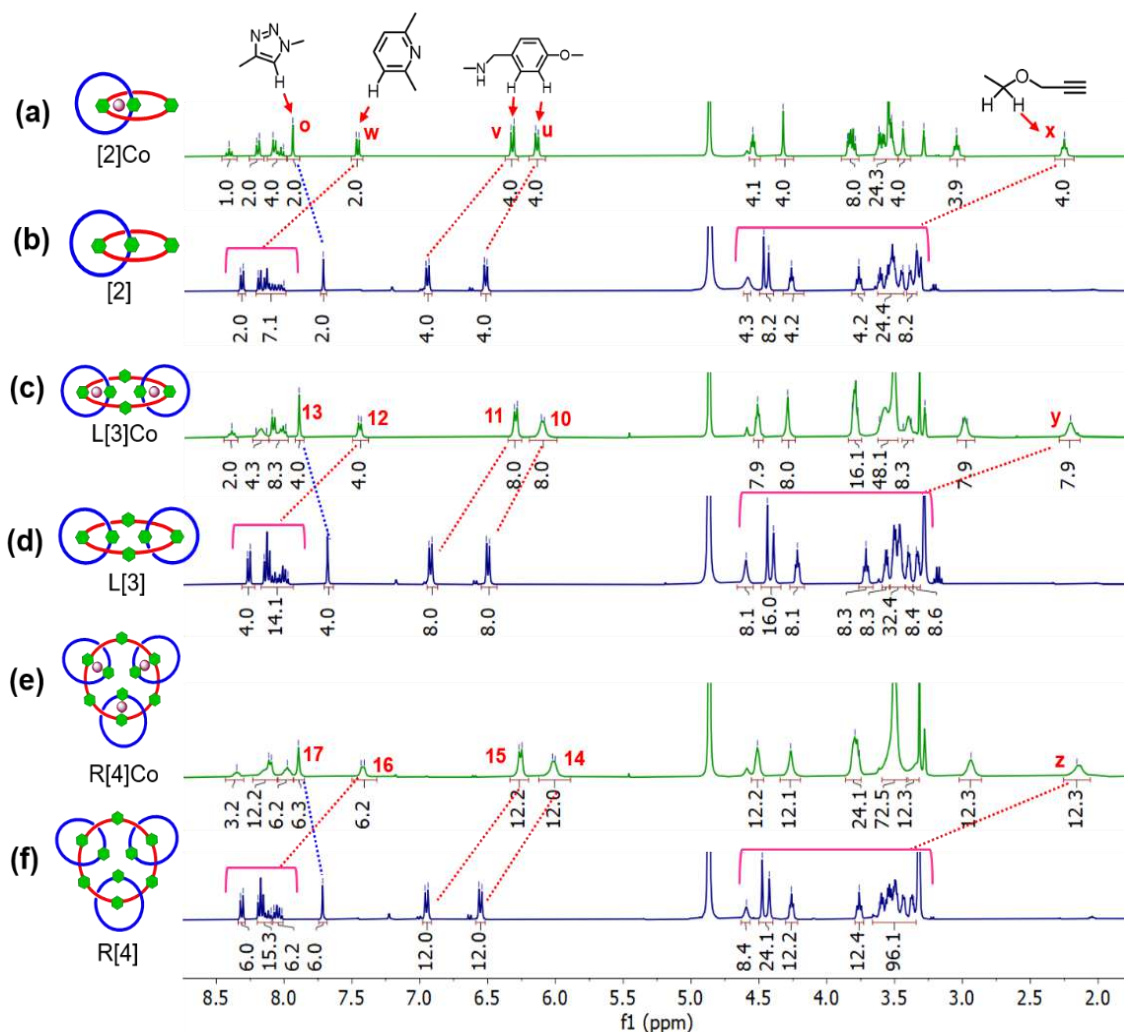 N
N
N
H
N
H
N
H
H
H
O
O
H
H
(a)
[2]Co
o
w
v
u
x
1.0
2.0
4.0
2.0
2.0
4.0
4.0
4.1
4.0
8.0
24.3
4.0
3.9
4.0
(b)
[2]
2.0
7.1
2.0
4.0
4.0
4.3
8.2
4.2
4.2
24.4
8.2
(c)
L[3]Co
13
12
11
10
y
2.0
4.3
8.3
4.0
4.0
8.0
8.0
7.9
8.0
16.1
48.1
8.3
7.9
7.9
(d)
L[3]
4.0
14.1
4.0
8.0
8.0
8.1
16.0
8.1
8.3
8.3
32.4
8.4
8.6
(e)
R[4]Co
17
16
15
14
z
3.2
12.2
6.2
6.3
6.2
12.2
12.0
12.2
12.1
24.1
72.5
12.3
12.3
12.3
(f)
R[4]
6.0
15.3
6.2
6.0
12.0
12.0
8.4
24.1
12.2
12.4
96.1
8.5 8.0 7.5 7.0 6.5 6.0 5.5 5.0 4.5 4.0 3.5 3.0 2.5 2.0
f1 (ppm)